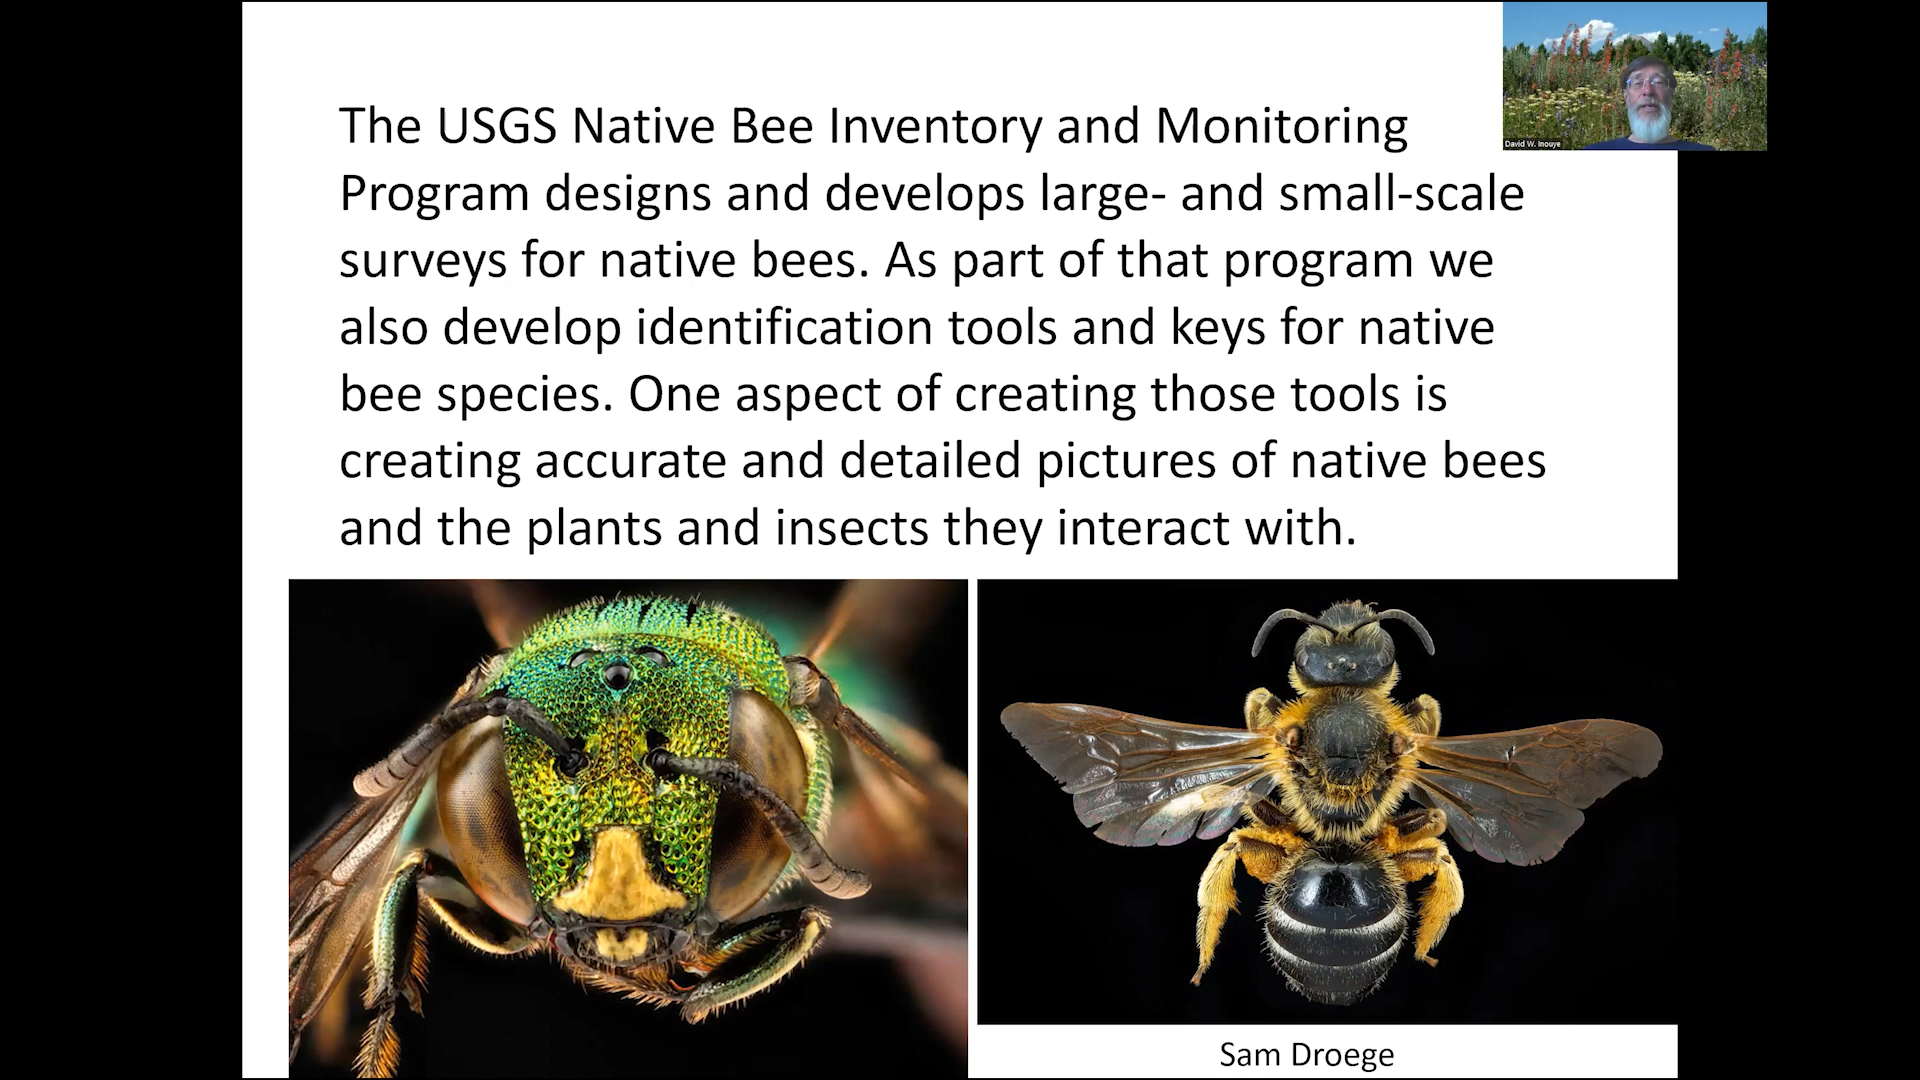 David W. Inouye
The USGS Native Bee Inventory and Monitoring
Program designs and develops large- and small-scale
surveys for native bees. As part of that program we
also develop identification tools and keys for native
bee species. One aspect of creating those tools is
creating accurate and detailed pictures of native bees
and the plants and insects they interact with.
Sam Droege